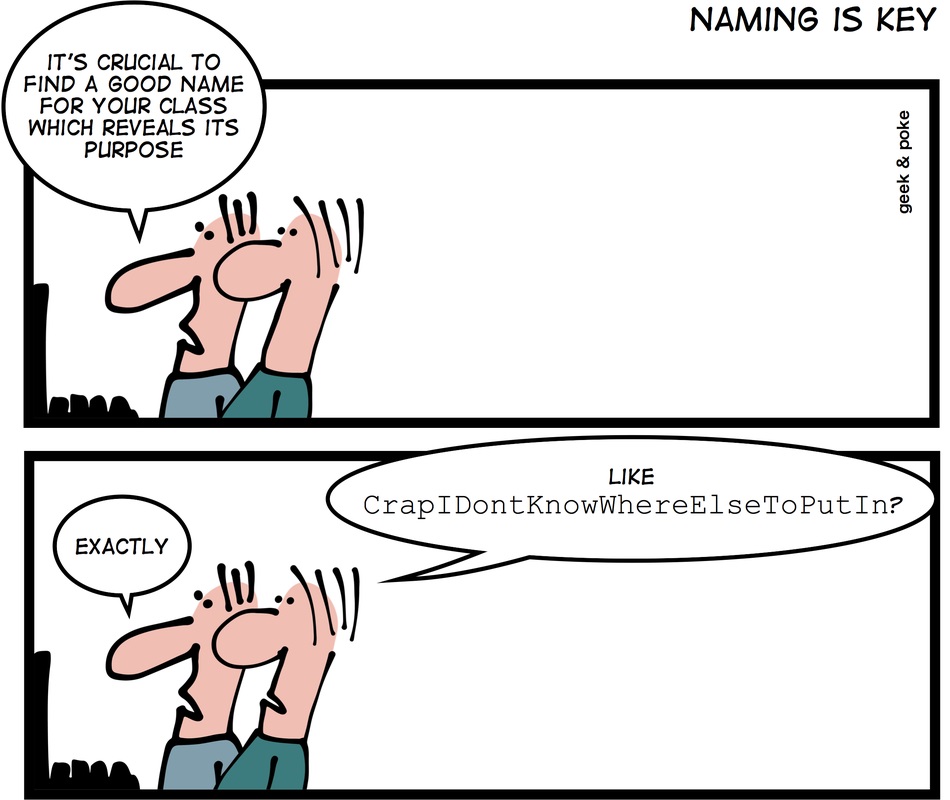 NAMING IS KEY
IT'S CRUCIAL TO
FIND A GOOD NAME
FOR YOUR CLASS
WHICH REVEALS ITS
PURPOSE
geek & poke
LIKE
CrapIDontKnowWhereElseToPutIn?
EXACTLY